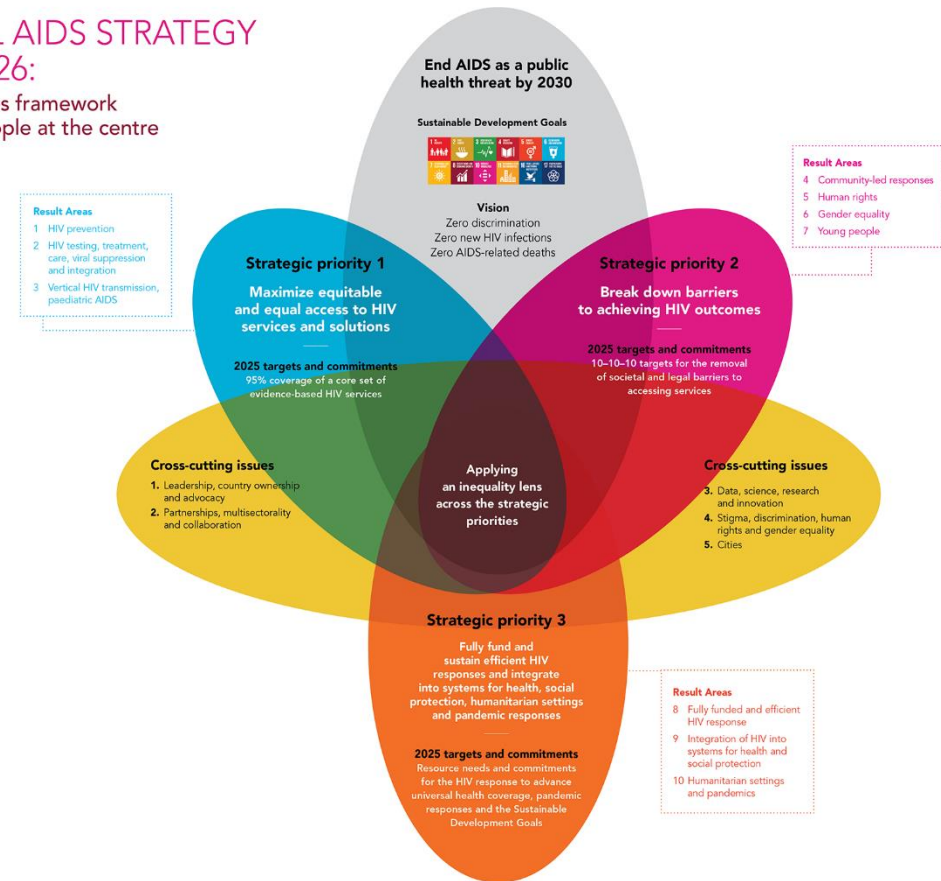 L AIDS STRATEGY
26:
s framework
ople at the centre
End AIDS as a public
health threat by 2030
Sustainable Development Goals
Vision
Zero discrimination
Zero new HIV infections
Zero AIDS-related deaths
Result Areas
1 HIV prevention
2 HIV testing, treatment,
care, viral suppression
and integration
3 Vertical HIV transmission,
paediatric AIDS
Strategic priority 1
Maximize equitable
and equal access to HIV
services and solutions
2025 targets and commitments
95% coverage of a core set of
evidence-based HIV services
Result Areas
4 Community-led responses
5 Human rights
6 Gender equality
7 Young people
Strategic priority 2
Break down barriers
to achieving HIV outcomes
2025 targets and commitments
10–10–10 targets for the removal
of societal and legal barriers to
accessing services
Cross-cutting issues
1. Leadership, country ownership
and advocacy
2. Partnerships, multisectorality
and collaboration
Applying
an inequality lens
across the strategic
priorities
Cross-cutting issues
3. Data, science, research
and innovation
4. Stigma, discrimination, human
rights and gender equality
5. Cities
Strategic priority 3
Fully fund and
sustain efficient HIV
responses and integrate
into systems for health, social
protection, humanitarian settings
and pandemic responses
2025 targets and commitments
Resource needs and commitments
for the HIV response to advance
universal health coverage, pandemic
responses and the Sustainable
Development Goals
Result Areas
8 Fully funded and efficient
HIV response
9 Integration of HIV into
systems for health and
social protection
10 Humanitarian settings
and pandemics